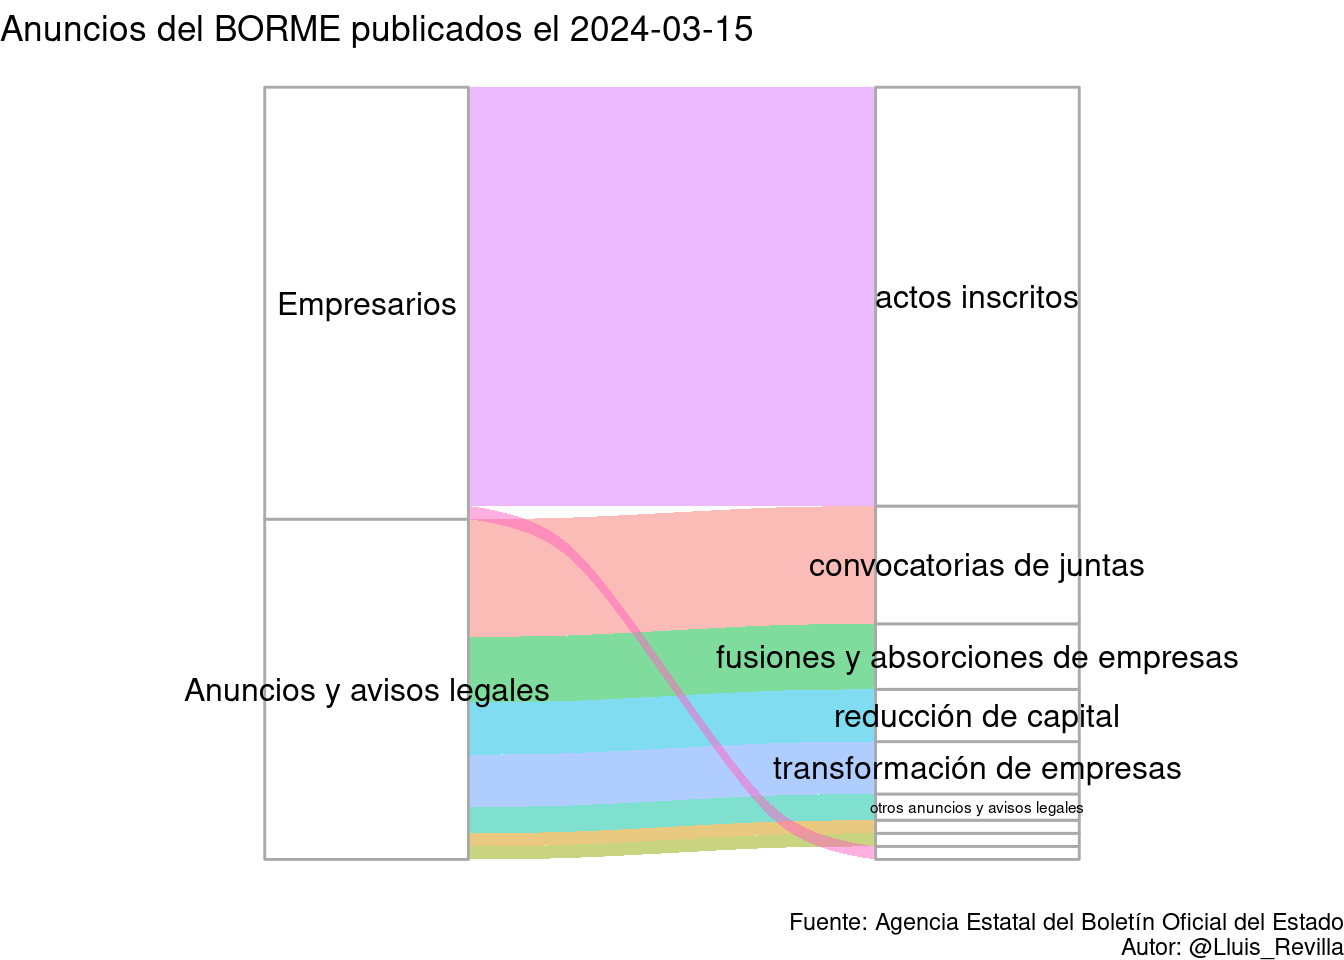 Anuncios del BORME publicados el 2024-03-15
Empresarios
actos inscritos
convocatorias de juntas
fusiones y absorciones de empresas
Anuncios y avisos legales
reducción de capital
transformación de empresas
otros anuncios y avisos legales
Fuente: Agencia Estatal del Boletín Oficial del Estado
Autor: @Lluis_Revilla